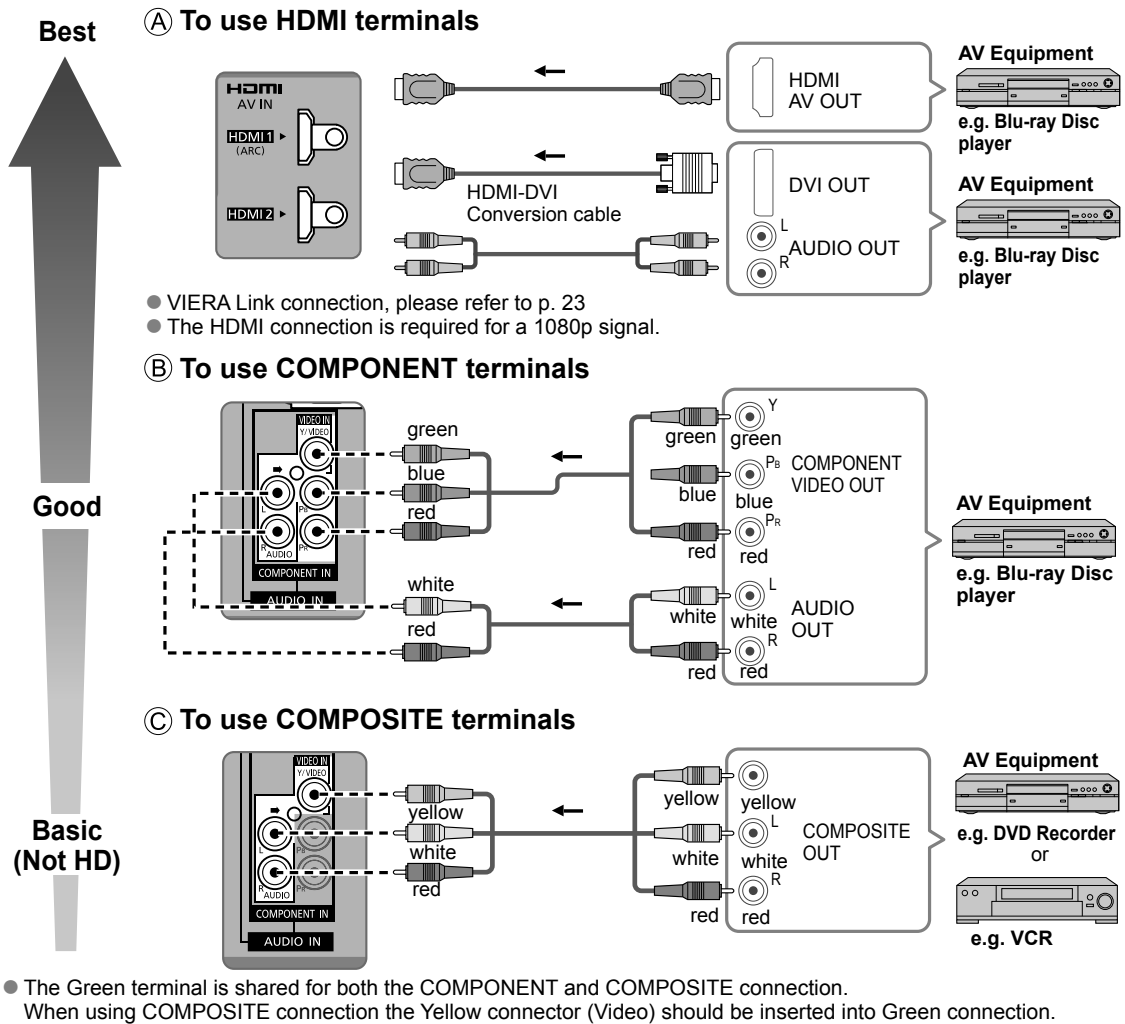 Best
Ⓐ To use HDMI terminals
HDMI
AV IN
HDMI 1
(ARC)
HDMI 2
HDMI
AV OUT
AV Equipment
e.g. Blu-ray Disc
player
HDMI-DVI
Conversion cable
DVI OUT
L
R
AUDIO OUT
AV Equipment
e.g. Blu-ray Disc
player
● VIERA Link connection, please refer to p. 23
● The HDMI connection is required for a 1080p signal.
Ⓑ To use COMPONENT terminals
Good
VIDEO IN
Y/VIDEO
L
PB
R
PR
AUDIO
COMPONENT IN
AUDIO IN
green
blue
red
white
red
green
blue
red
white
red
Y
green
PB
blue
PR
red
COMPONENT
VIDEO OUT
L
white
R
red
AUDIO
OUT
AV Equipment
e.g. Blu-ray Disc
player
Ⓒ To use COMPOSITE terminals
Basic
(Not HD)
VIDEO IN
Y/VIDEO
L
PB
R
PR
AUDIO
COMPONENT IN
AUDIO IN
yellow
white
red
yellow
white
red
yellow
L
white
R
red
COMPOSITE
OUT
AV Equipment
e.g. DVD Recorder
or
e.g. VCR
● The Green terminal is shared for both the COMPONENT and COMPOSITE connection.
When using COMPOSITE connection the Yellow connector (Video) should be inserted into Green connection.